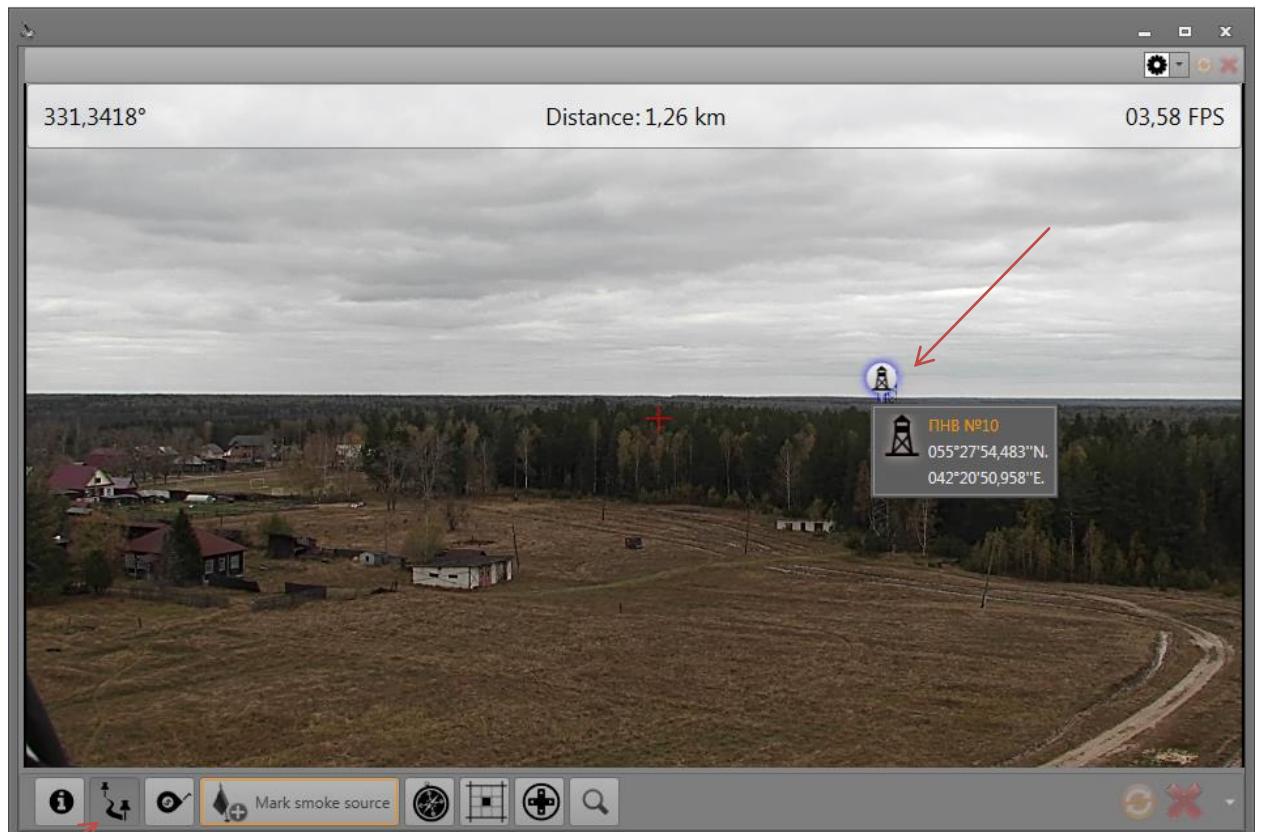 331,3418°
Distance: 1,26 km
03,58 FPS
ПНВ №10
055°27'54,483''N.
042°20'50,958''E.
Mark smoke source